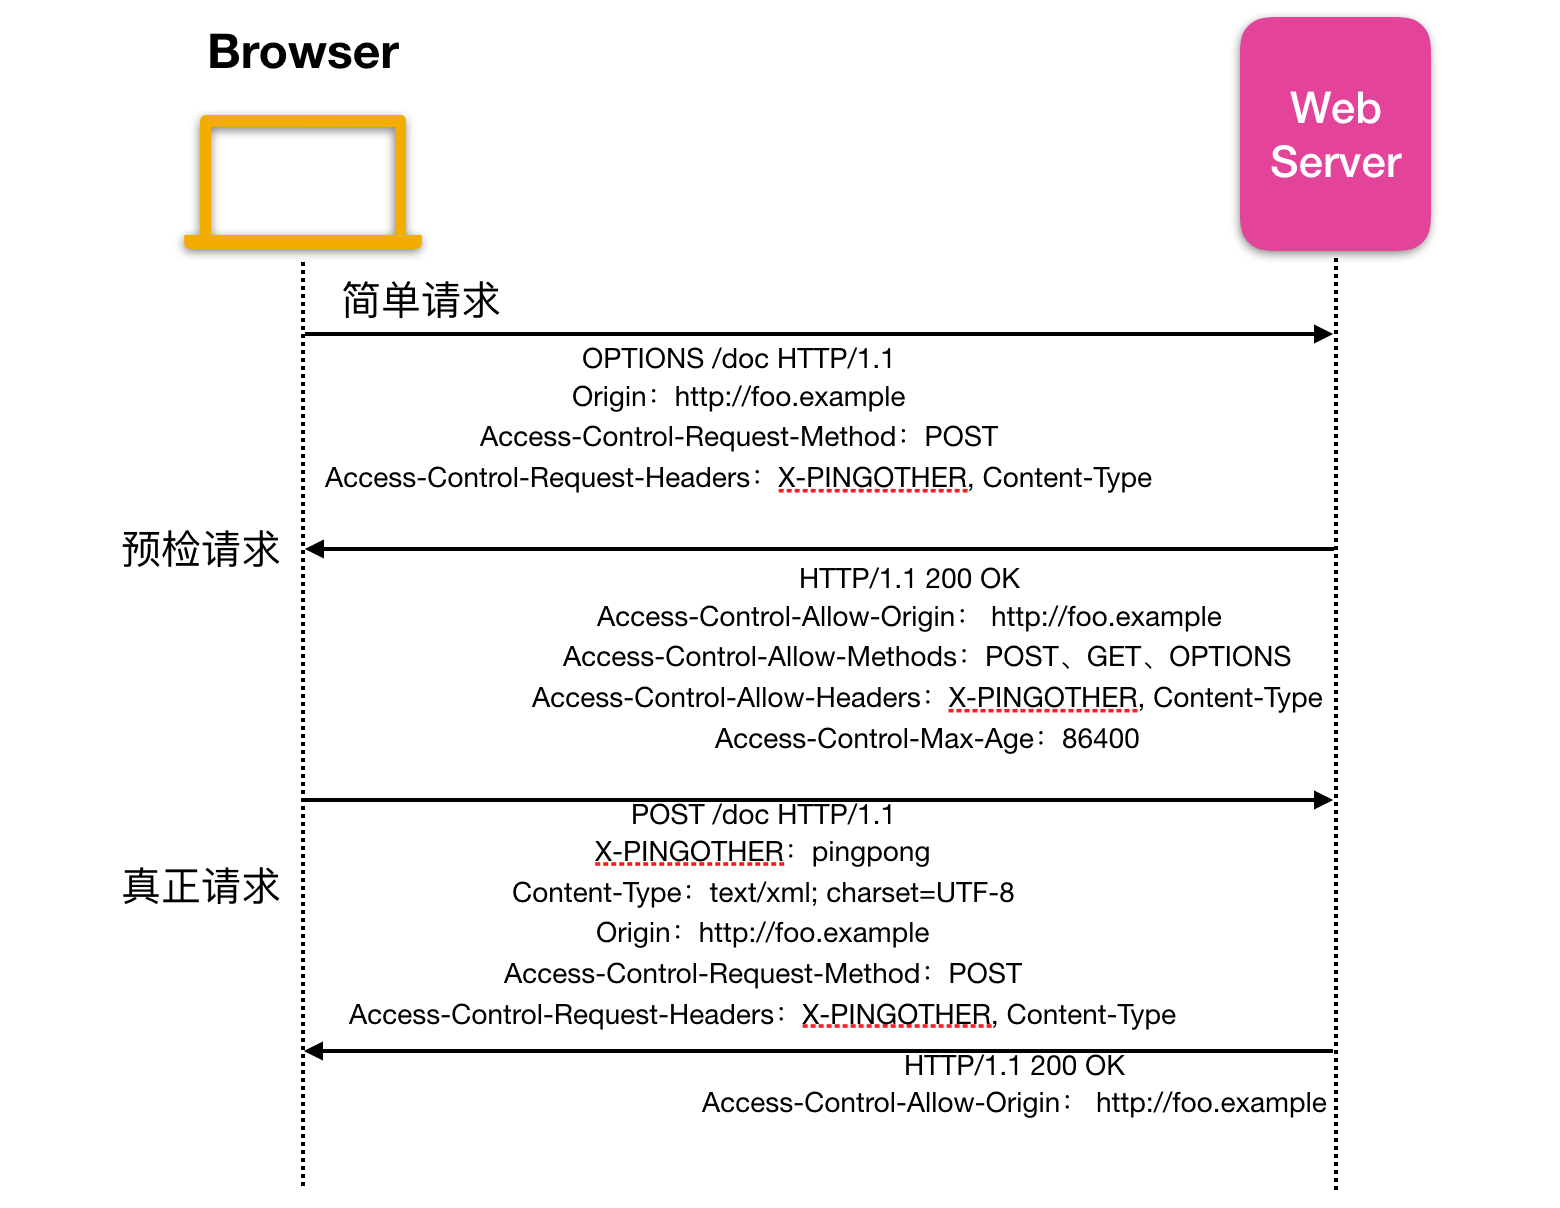 Browser
Web
Server
简单请求
OPTIONS /doc HTTP/1.1
Origin：http://foo.example
Access-Control-Request-Method：POST
Access-Control-Request-Headers：X-PINGOTHER, Content-Type
预检请求
HTTP/1.1 200 OK
Access-Control-Allow-Origin： http://foo.example
Access-Control-Allow-Methods：POST、GET、OPTIONS
Access-Control-Allow-Headers：X-PINGOTHER, Content-Type
Access-Control-Max-Age：86400
POST /doc HTTP/1.1
X-PINGOTHER：pingpong
真正请求
Content-Type：text/xml; charset=UTF-8
Origin：http://foo.example
Access-Control-Request-Method：POST
Access-Control-Request-Headers：X-PINGOTHER, Content-Type
HTTP/1.1 200 OK
Access-Control-Allow-Origin： http://foo.example